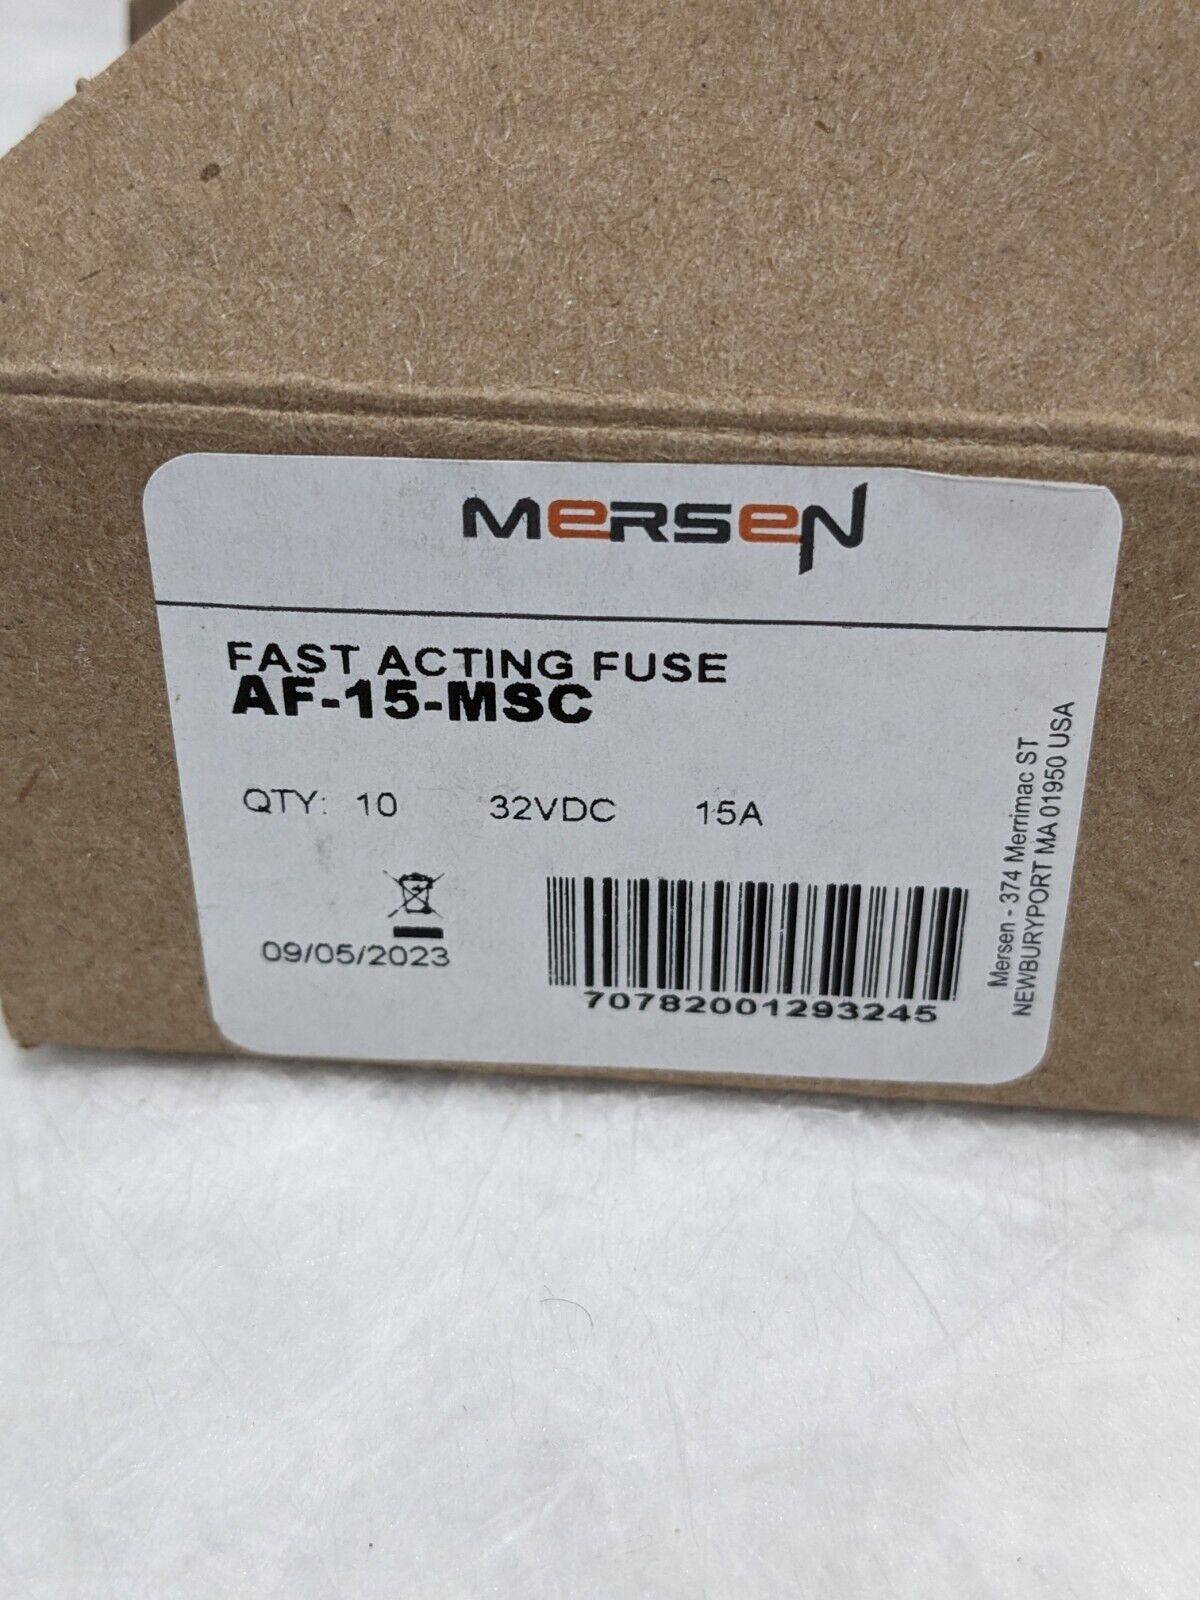 MERSEN
FAST ACTING FUSE
AF-15-MSC
QTY: 10 32VDC 15A
09/05/2023
70782001293245
Mersen - 374 Merrimac ST
NEWBURYPORT MA 01950 USA